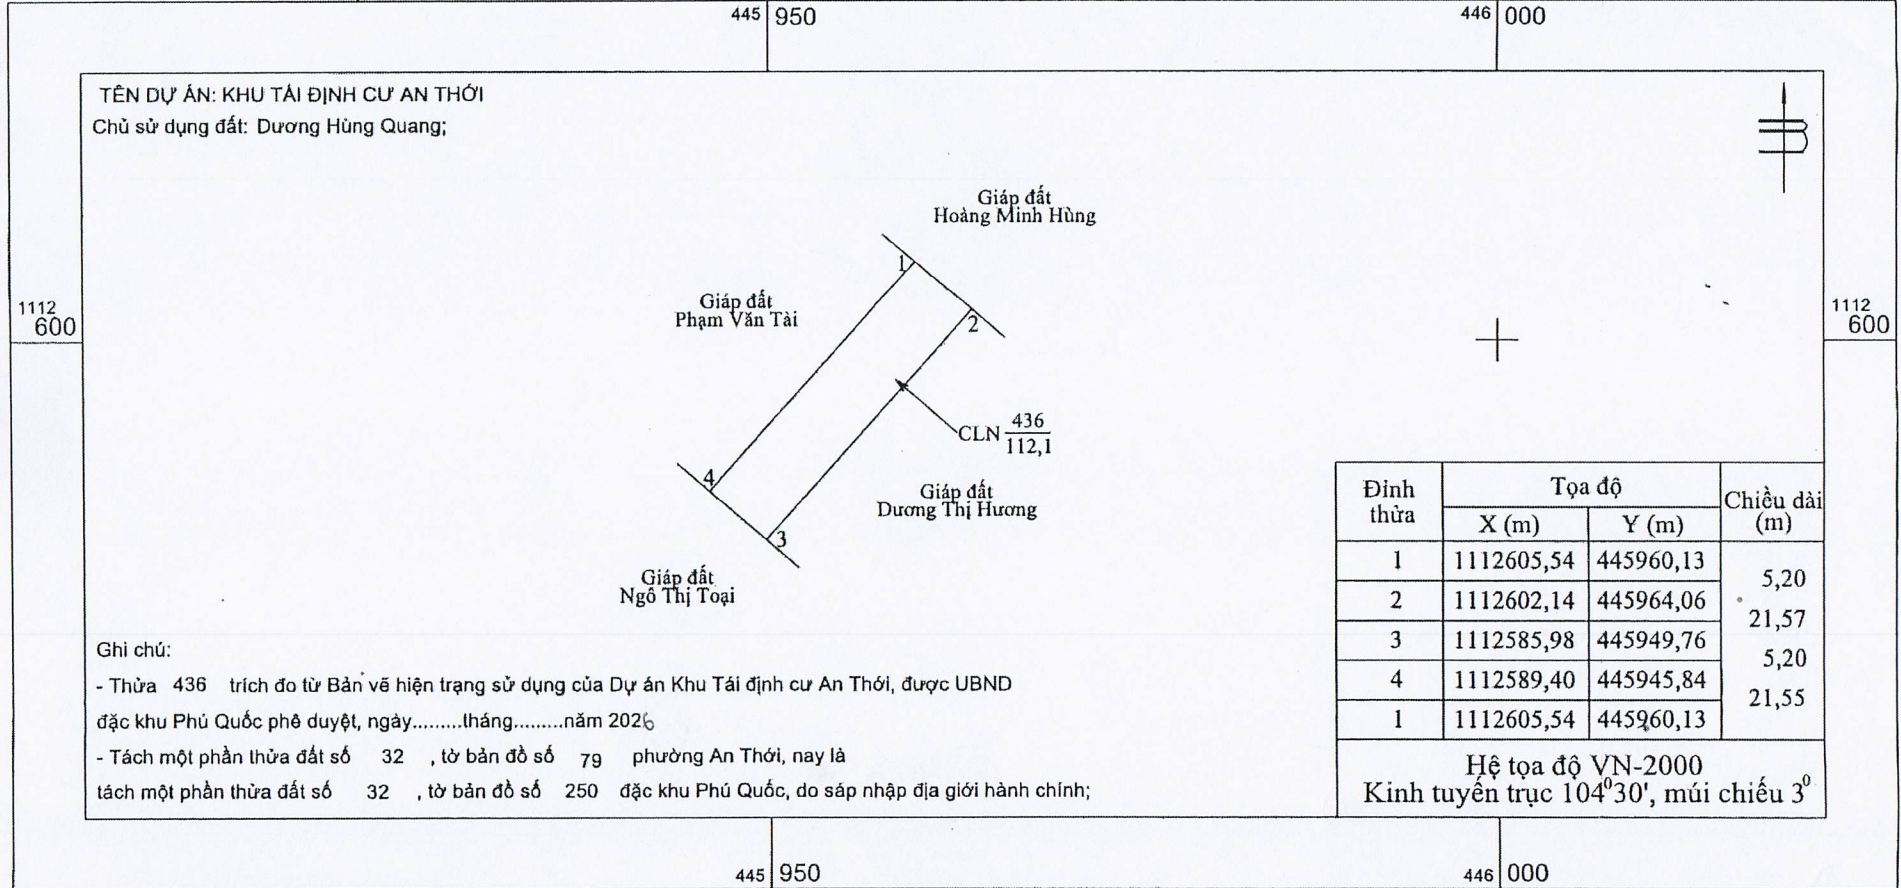 445 950
446 000
TÊN DỰ ÁN: KHU TÁI ĐỊNH CƯ AN THỚI
Chủ sử dụng đất: Dương Hùng Quang;
Giáp đất
Hoàng Minh Hùng
1
Giáp đất
Phạm Văn Tài
2
1112
600
1112
600
CLN 436
112,1
4
Giáp đất
Dương Thị Hương
3
Giáp đất
Ngô Thị Toại
Đỉnh thửa Tọa độ Chiều dài (m)
X (m) Y (m)
1 1112605,54 445960,13
5,20
2 1112602,14 445964,06
21,57
3 1112585,98 445949,76
5,20
4 1112589,40 445945,84
21,55
1 1112605,54 445960,13
Hệ tọa độ VN-2000
Kinh tuyến trục 104⁰30', múi chiếu 3⁰
Ghi chú:
- Thửa 436 trích đo từ Bản vẽ hiện trạng sử dụng của Dự án Khu Tái định cư An Thới, được UBND
đặc khu Phú Quốc phê duyệt, ngày.........tháng.........năm 2026
- Tách một phần thửa đất số 32 , tờ bản đồ số 79 phường An Thới, nay là
tách một phần thửa đất số 32 , tờ bản đồ số 250 đặc khu Phú Quốc, do sáp nhập địa giới hành chính;
445 950
446 000